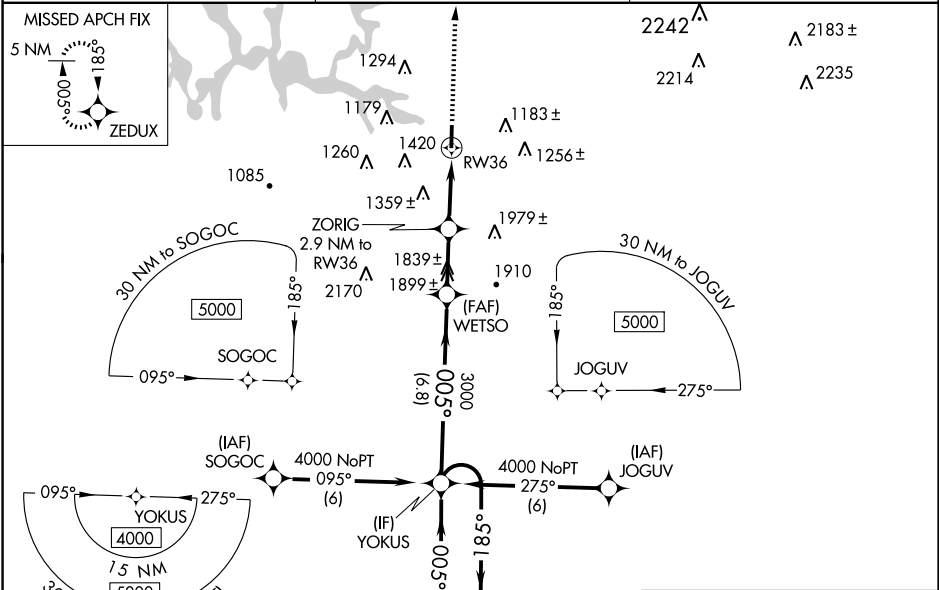 MISSED APCH FIX
5 NM
185°
005°
ZEDUX
2242
2183 ±
2214
2235
1294
1179
1183 ±
1260
1420
RW36
1256 ±
1085
1359 ±
ZORIG
2.9 NM to
RW36
1979 ±
1839 ±
1899 ±
2170
1910
(FAF)
WETSO
30 NM to SOGOC
5000
185°
SOGOC
095°
30 NM to JOGUV
5000
185°
JOGUV
275°
3000
005°
(6.8)
(IAF)
SOGOC
4000 NoPT
095°
(6)
4000 NoPT
275°
(6)
(IAF)
JOGUV
(IF)
YOKUS
005°
185°
095°
275°
YOKUS
4000
15 NM